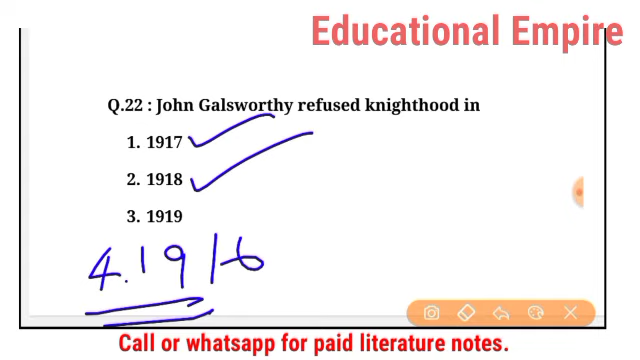 Educational Empire
Q.22 : John Galsworthy refused knighthood in
1. 1917
2. 1918
3. 1919
4. 1916
Call or whatsapp for paid literature notes.